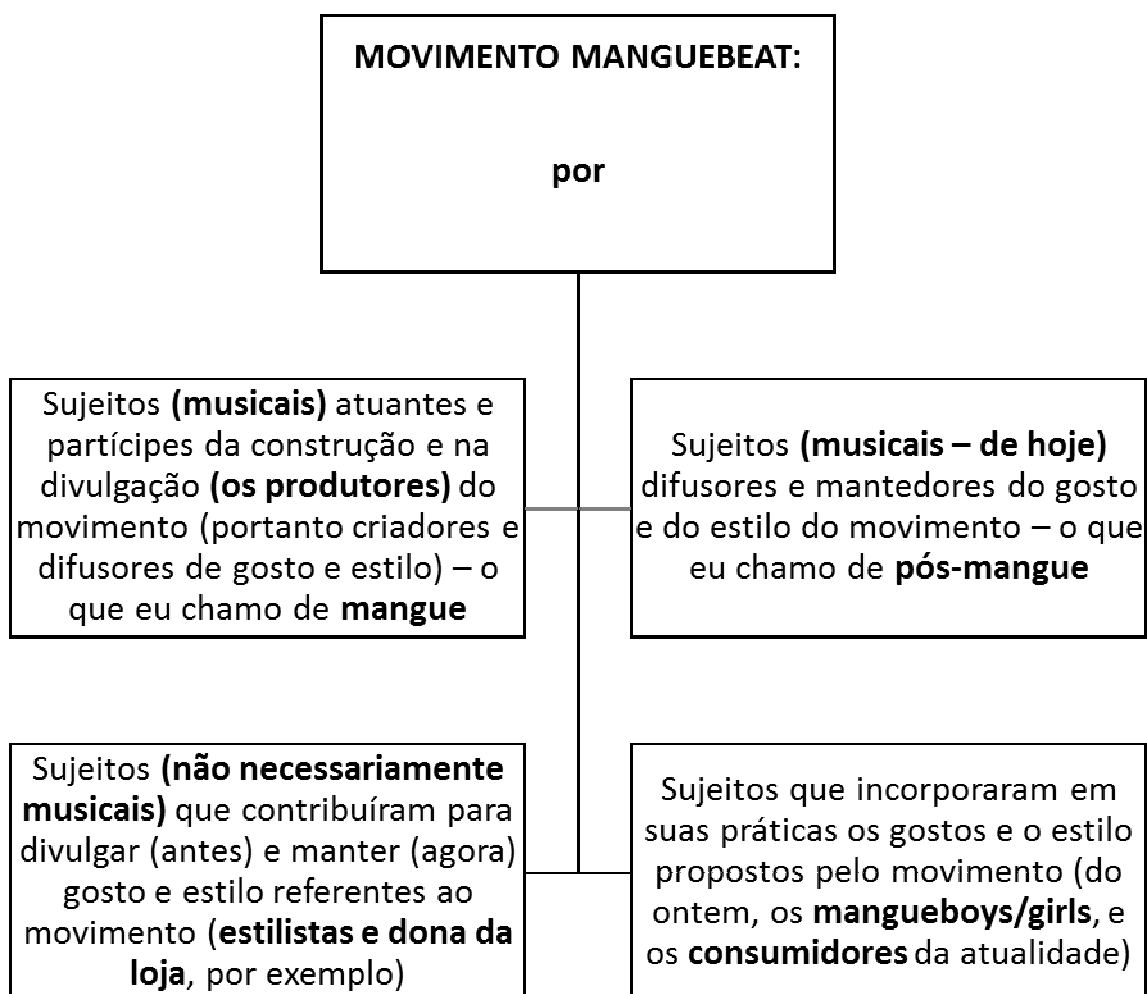 MOVIMENTO MANGUEBEAT:
por
Sujeitos (musicais) atuantes e
partícipes da construção e na
divulgação (os produtores) do
movimento (portanto criadores e
difusores de gosto e estilo) – o
que eu chamo de mangue
Sujeitos (musicais – de hoje)
difusores e mantedores do gosto
e do estilo do movimento – o que
eu chamo de pós-mangue
Sujeitos (não necessariamente
musicais) que contribuíram para
divulgar (antes) e manter (agora)
gosto e estilo referentes ao
movimento (estilistas e dona da
loja, por exemplo)
Sujeitos que incorporaram em
suas práticas os gostos e o estilo
propostos pelo movimento (do
ontem, os mangueboys/girls, e
os consumidores da atualidade)